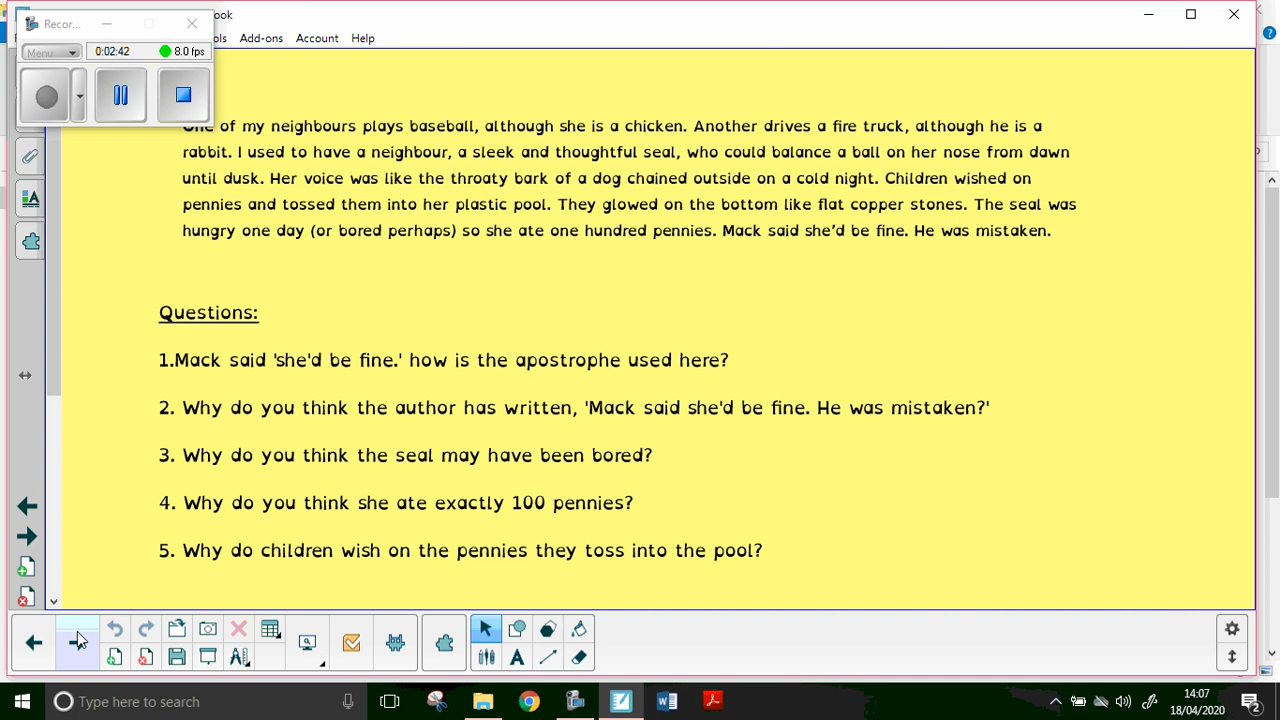 Recor...
ook
Menu
0:02:42
8.0 fps
ols Add-ons Account Help
One of my neighbours plays baseball, although she is a chicken. Another drives a fire truck, although he is a
rabbit. I used to have a neighbour, a sleek and thoughtful seal, who could balance a ball on her nose from dawn
until dusk. Her voice was like the throaty bark of a dog chained outside on a cold night. Children wished on
pennies and tossed them into her plastic pool. They glowed on the bottom like flat copper stones. The seal was
hungry one day (or bored perhaps) so she ate one hundred pennies. Mack said she'd be fine. He was mistaken.
Questions:
1.Mack said 'she'd be fine.' how is the apostrophe used here?
2. Why do you think the author has written, 'Mack said she'd be fine. He was mistaken?'
3. Why do you think the seal may have been bored?
4. Why do you think she ate exactly 100 pennies?
5. Why do children wish on the pennies they toss into the pool?
Type here to search
14:07
18/04/2020
2